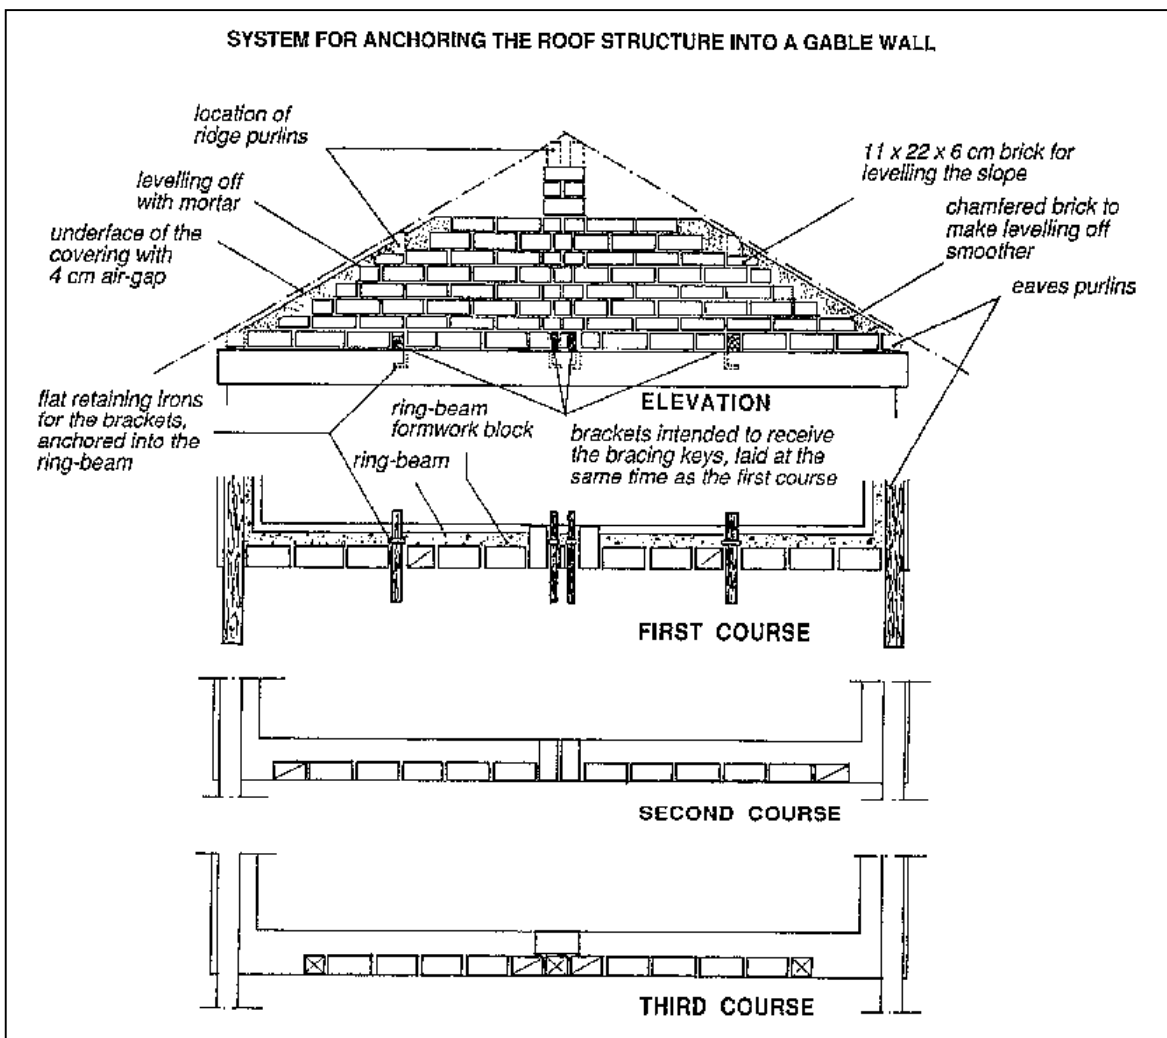 SYSTEM FOR ANCHORING THE ROOF STRUCTURE INTO A GABLE WALL
location of
ridge purlins
levelling off
with mortar
underface of the
covering with
4 cm air-gap
11 x 22 x 6 cm brick for
levelling the slope
chamfered brick to
make levelling off
smoother
eaves purlins
flat retaining irons
for the brackets,
anchored into the
ring-beam
ring-beam
formwork block
ring-beam
ELEVATION
brackets intended to receive
the bracing keys, laid at the
same time as the first course
FIRST COURSE
SECOND COURSE
THIRD COURSE